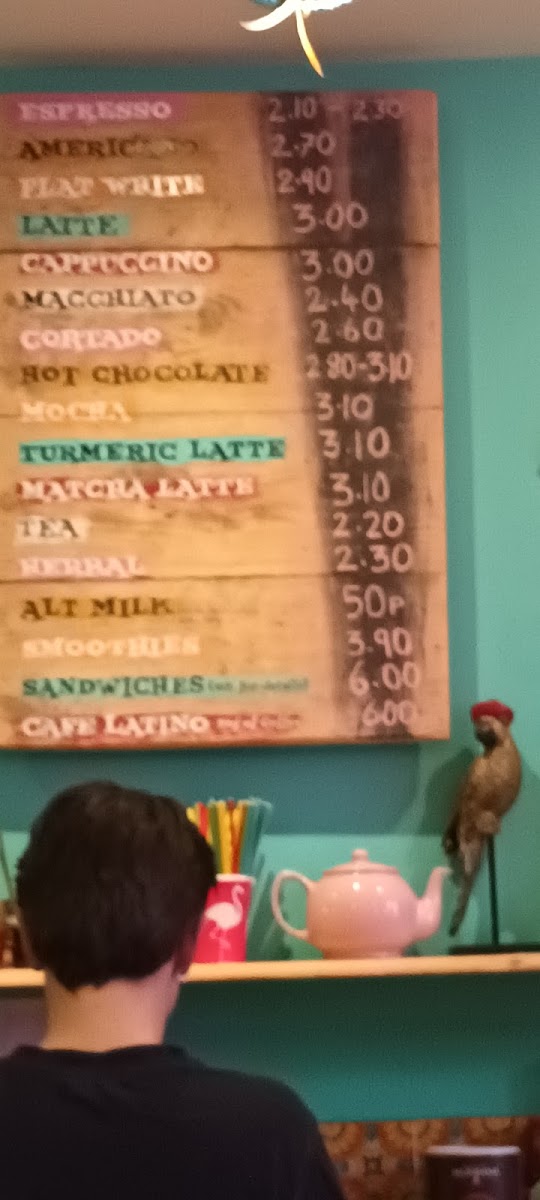 ESPRESSO 2.10 - 2.30
AMERICANO 2.70
FLAT WHITE 2.90
LATTE 3.00
CAPPUCCINO 3.00
MACCHIATO 2.40
CORTADO 2.60
HOT CHOCOLATE 2.80-3.10
MOCHA 3.10
TURMERIC LATTE 3.10
MATCHA LATTE 3.10
TEA 2.20
HERBAL 2.30
ALT MILK 50P
SMOOTHIES 3.90
SANDWICHES 6.00
CAFE LATINO 600